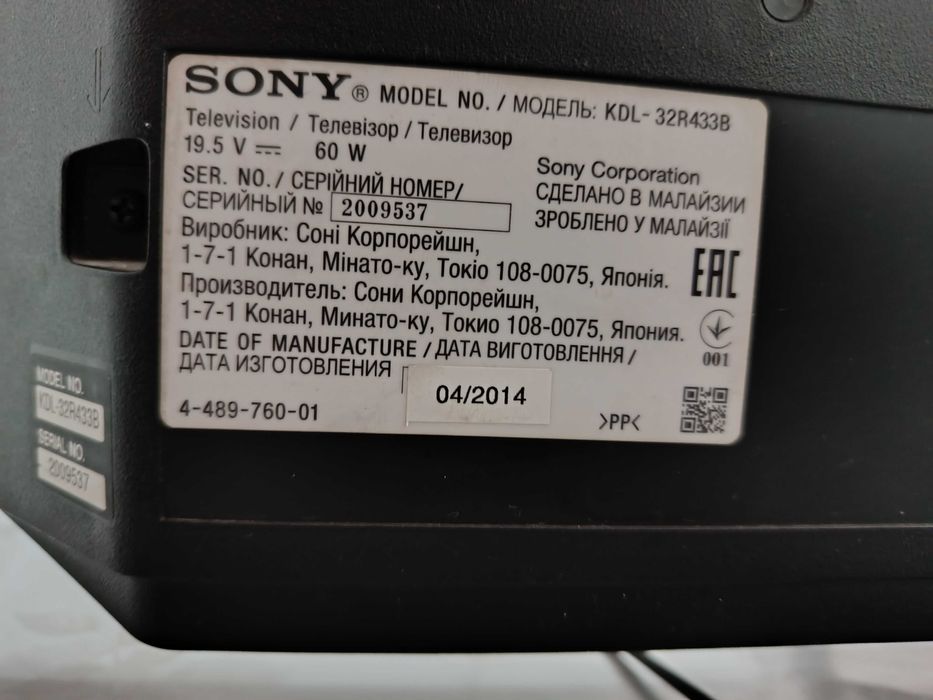 SONY® MODEL NO. / МОДЕЛЬ: KDL-32R433B
Television / Телевізор / Телевизор
19.5 V ⎓ 60 W
SER. NO. / СЕРІЙНИЙ НОМЕР/
СЕРИЙНЫЙ № 2009537
Sony Corporation
СДЕЛАНО В МАЛАЙЗИИ
ЗРОБЛЕНО У МАЛАЙЗІЇ
Виробник: Соні Корпорейшн,
1-7-1 Конан, Мінато-ку, Токіо 108-0075, Японія.
Производитель: Сони Корпорейшн,
1-7-1 Конан, Минато-ку, Токио 108-0075, Япония.
EAC
001
DATE OF MANUFACTURE / ДАТА ВИГОТОВЛЕННЯ /
ДАТА ИЗГОТОВЛЕНИЯ 04/2014
4-489-760-01
>PP<
MODEL NO.
KDL-32R433B
SERIAL NO.
2009537